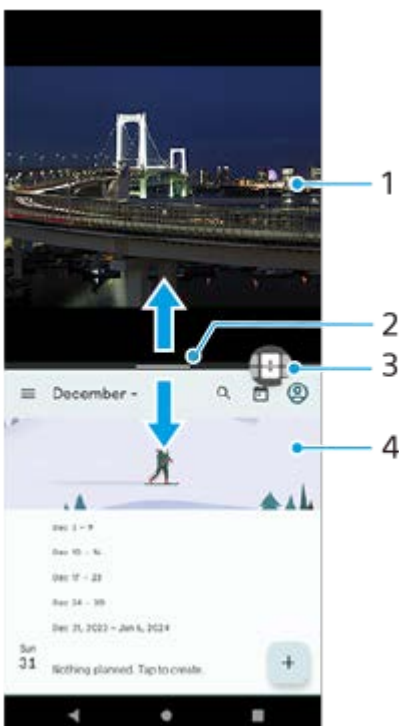 1
2
3
December
4
Dec 3 – 9
Dec 10 – 16
Dec 17 – 23
Dec 24 – 30
Dec 31, 2023 – Jan 6, 2024
Sun
31
Nothing planned. Tap to create.
+